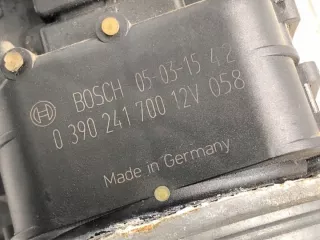 BOSCH 05-03-15 42
0 390 241 700 12V 058
Made in Germany